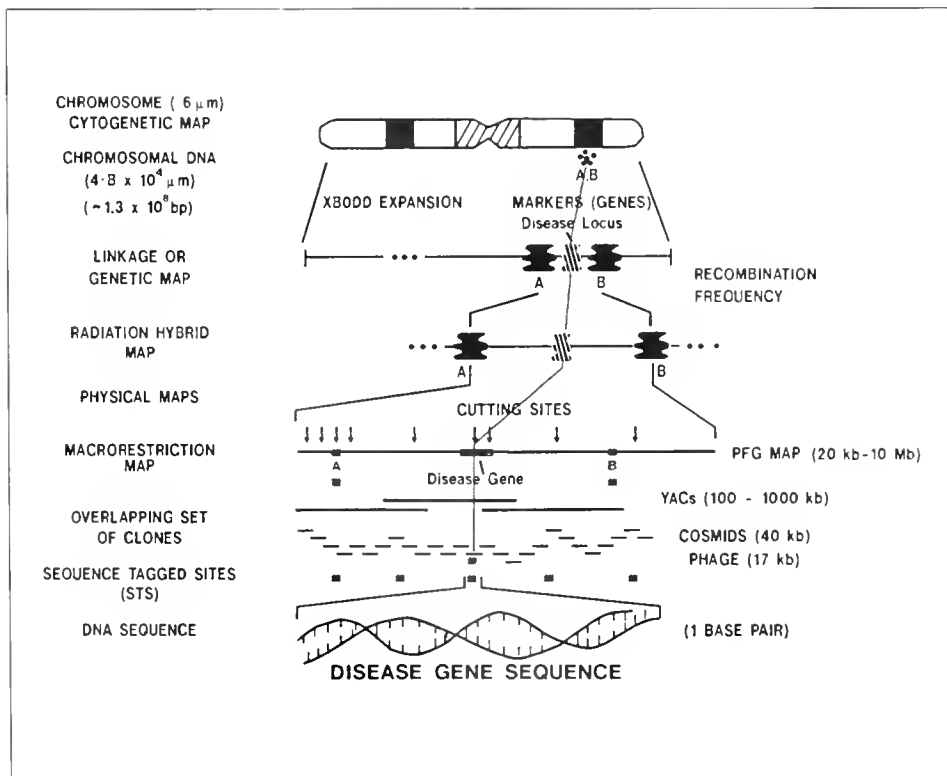 CHROMOSOME ( 6 μm)
CYTOGENETIC MAP
CHROMOSOMAL DNA
(4·8 x 10⁴ μm)
(~1.3 x 10⁸ bp)
A B
X8000 EXPANSION
MARKERS (GENES)
Disease Locus
LINKAGE OR
GENETIC MAP
A
B
RECOMBINATION
FREQUENCY
RADIATION HYBRID
MAP
A
B
PHYSICAL MAPS
CUTTING SITES
MACRORESTRICTION
MAP
A
B
Disease Gene
PFG MAP (20 kb-10 Mb)
YACs (100 - 1000 kb)
OVERLAPPING SET
OF CLONES
COSMIDS (40 kb)
PHAGE (17 kb)
SEQUENCE TAGGED SITES
(STS)
DNA SEQUENCE
(1 BASE PAIR)
DISEASE GENE SEQUENCE